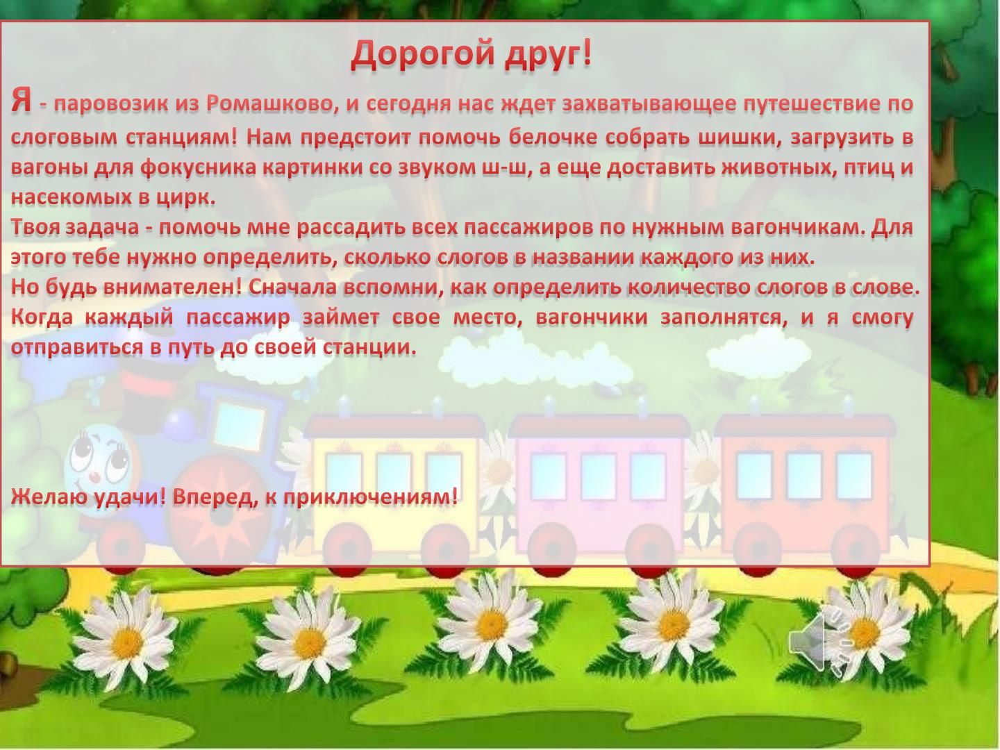 Дорогой друг!
Я - паровозик из Ромашково, и сегодня нас ждет захватывающее путешествие по
слоговым станциям! Нам предстоит помочь белочке собрать шишки, загрузить в
вагоны для фокусника картинки со звуком ш-ш, а еще доставить животных, птиц и
насекомых в цирк.
Твоя задача - помочь мне рассадить всех пассажиров по нужным вагончикам. Для
этого тебе нужно определить, сколько слогов в названии каждого из них.
Но будь внимателен! Сначала вспомни, как определить количество слогов в слове.
Когда каждый пассажир займет свое место, вагончики заполнятся, и я смогу
отправиться в путь до своей станции.
Желаю удачи! Вперед, к приключениям!